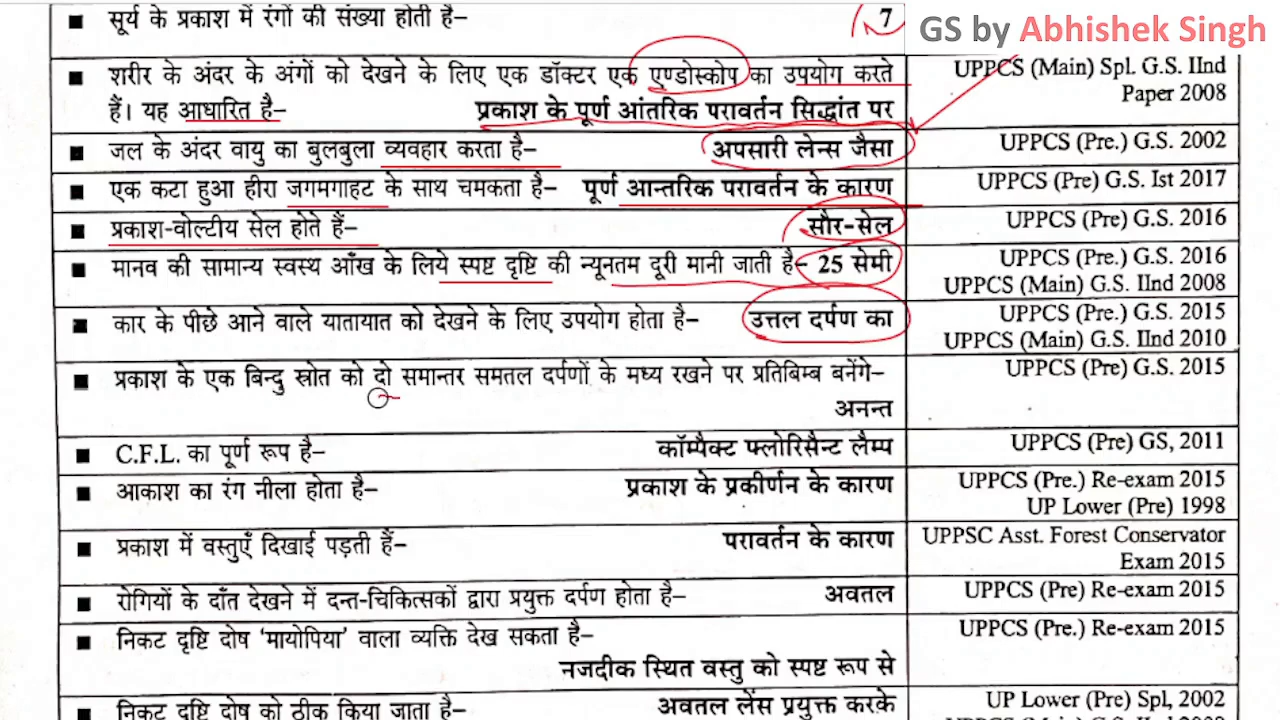 ■ सूर्य के प्रकाश में रंगों की संख्या होती है– 7
GS by Abhishek Singh
■ शरीर के अंदर के अंगों को देखने के लिए एक डॉक्टर एक एण्डोस्कोप का उपयोग करते UPPCS (Main) Spl. G.S. IInd
हैं। यह आधारित है– प्रकाश के पूर्ण आंतरिक परावर्तन सिद्धांत पर Paper 2008
■ जल के अंदर वायु का बुलबुला व्यवहार करता है– अपसारी लेन्स जैसा UPPCS (Pre.) G.S. 2002
■ एक कटा हुआ हीरा जगमगाहट के साथ चमकता है– पूर्ण आन्तरिक परावर्तन के कारण UPPCS (Pre) G.S. Ist 2017
■ प्रकाश-वोल्टीय सेल होते हैं– सौर-सेल UPPCS (Pre) G.S. 2016
■ मानव की सामान्य स्वस्थ आँख के लिये स्पष्ट दृष्टि की न्यूनतम दूरी मानी जाती है– 25 सेमी UPPCS (Pre.) G.S. 2016
UPPCS (Main) G.S. IInd 2008
■ कार के पीछे आने वाले यातायात को देखने के लिए उपयोग होता है– उत्तल दर्पण का UPPCS (Pre.) G.S. 2015
UPPCS (Main) G.S. IInd 2010
■ प्रकाश के एक बिन्दु स्रोत को दो समान्तर समतल दर्पणों के मध्य रखने पर प्रतिबिम्ब बनेंगे– UPPCS (Pre.) G.S. 2015
अनन्त
■ C.F.L. का पूर्ण रूप है– कॉम्पैक्ट फ्लोरिसैन्ट लैम्प UPPCS (Pre) GS, 2011
■ आकाश का रंग नीला होता है– प्रकाश के प्रकीर्णन के कारण UPPCS (Pre.) Re-exam 2015
UP Lower (Pre) 1998
■ प्रकाश में वस्तुएँ दिखाई पड़ती हैं– परावर्तन के कारण UPPSC Asst. Forest Conservator
Exam 2015
■ रोगियों के दाँत देखने में दन्त-चिकित्सकों द्वारा प्रयुक्त दर्पण होता है– अवतल UPPCS (Pre) Re-exam 2015
■ निकट दृष्टि दोष ‘मायोपिया’ वाला व्यक्ति देख सकता है– UPPCS (Pre.) Re-exam 2015
नजदीक स्थित वस्तु को स्पष्ट रूप से
■ निकट दृष्टि दोष को ठीक किया जाता है– अवतल लेंस प्रयुक्त करके UP Lower (Pre) Spl, 2002